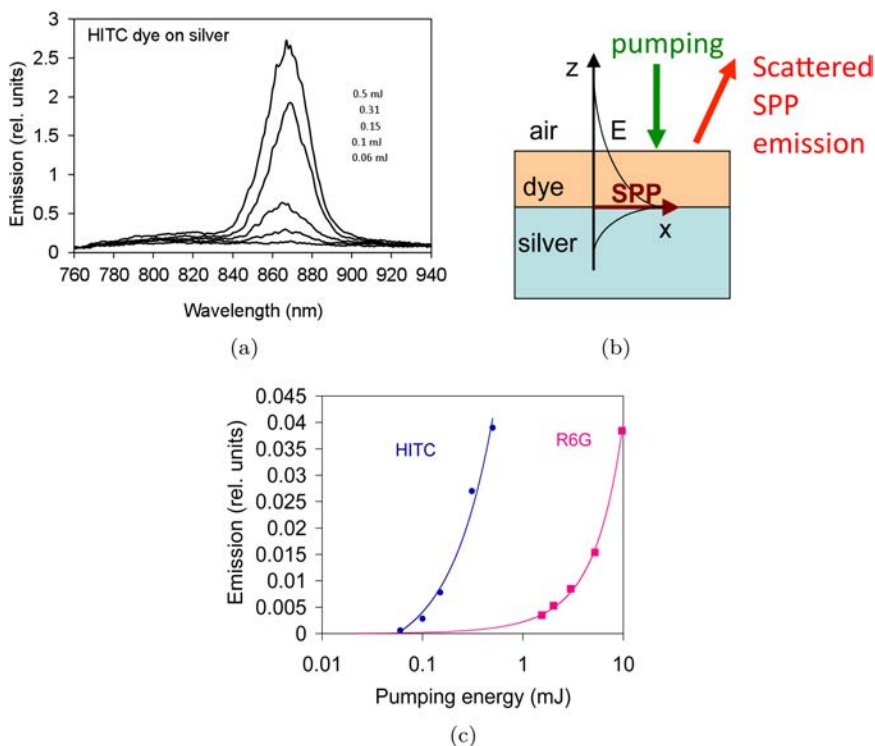 HITC dye on silver
Emission (rel. units)
3
2.5
2
1.5
1
0.5
0
0.5 mJ
0.31
0.15
0.1 mJ
0.06 mJ
760 780 800 820 840 860 880 900 920 940
Wavelength (nm)
(a)
pumping
z
Scattered
SPP
emission
air
E
dye
SPP
x
silver
(b)
Emission (rel. units)
0.045
0.04
0.035
0.03
0.025
0.02
0.015
0.01
0.005
0
HITC
R6G
0.01 0.1 1 10
Pumping energy (mJ)
(c)